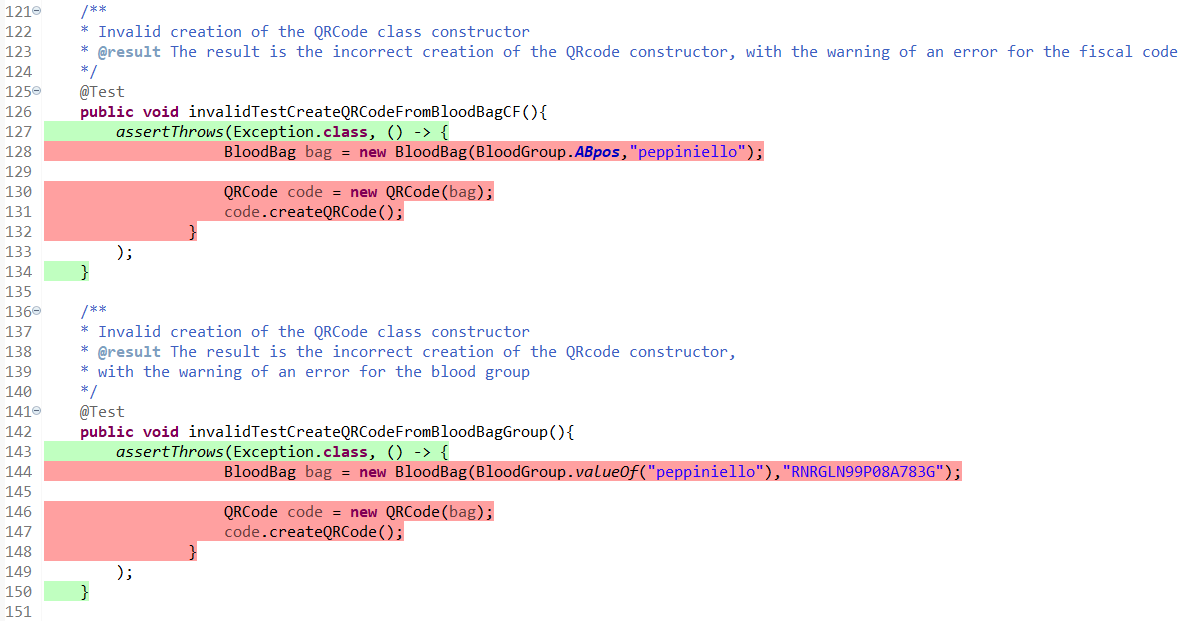 121 /**
122 * Invalid creation of the QRCode class constructor
123 * @result The result is the incorrect creation of the QRcode constructor, with the warning of an error for the fiscal code
124 */
125 @Test
126 public void invalidTestCreateQRCodeFromBloodBagCF(){
127 assertThrows(Exception.class, () -> {
128 BloodBag bag = new BloodBag(BloodGroup.ABpos,"peppiniello");
129
130 QRCode code = new QRCode(bag);
131 code.createQRCode();
132 }
133 );
134 }
135
136 /**
137 * Invalid creation of the QRCode class constructor
138 * @result The result is the incorrect creation of the QRcode constructor,
139 * with the warning of an error for the blood group
140 */
141 @Test
142 public void invalidTestCreateQRCodeFromBloodBagGroup(){
143 assertThrows(Exception.class, () -> {
144 BloodBag bag = new BloodBag(BloodGroup.valueOf("peppiniello"),"RNRGLN99P08A783G");
145
146 QRCode code = new QRCode(bag);
147 code.createQRCode();
148 }
149 );
150 }
151